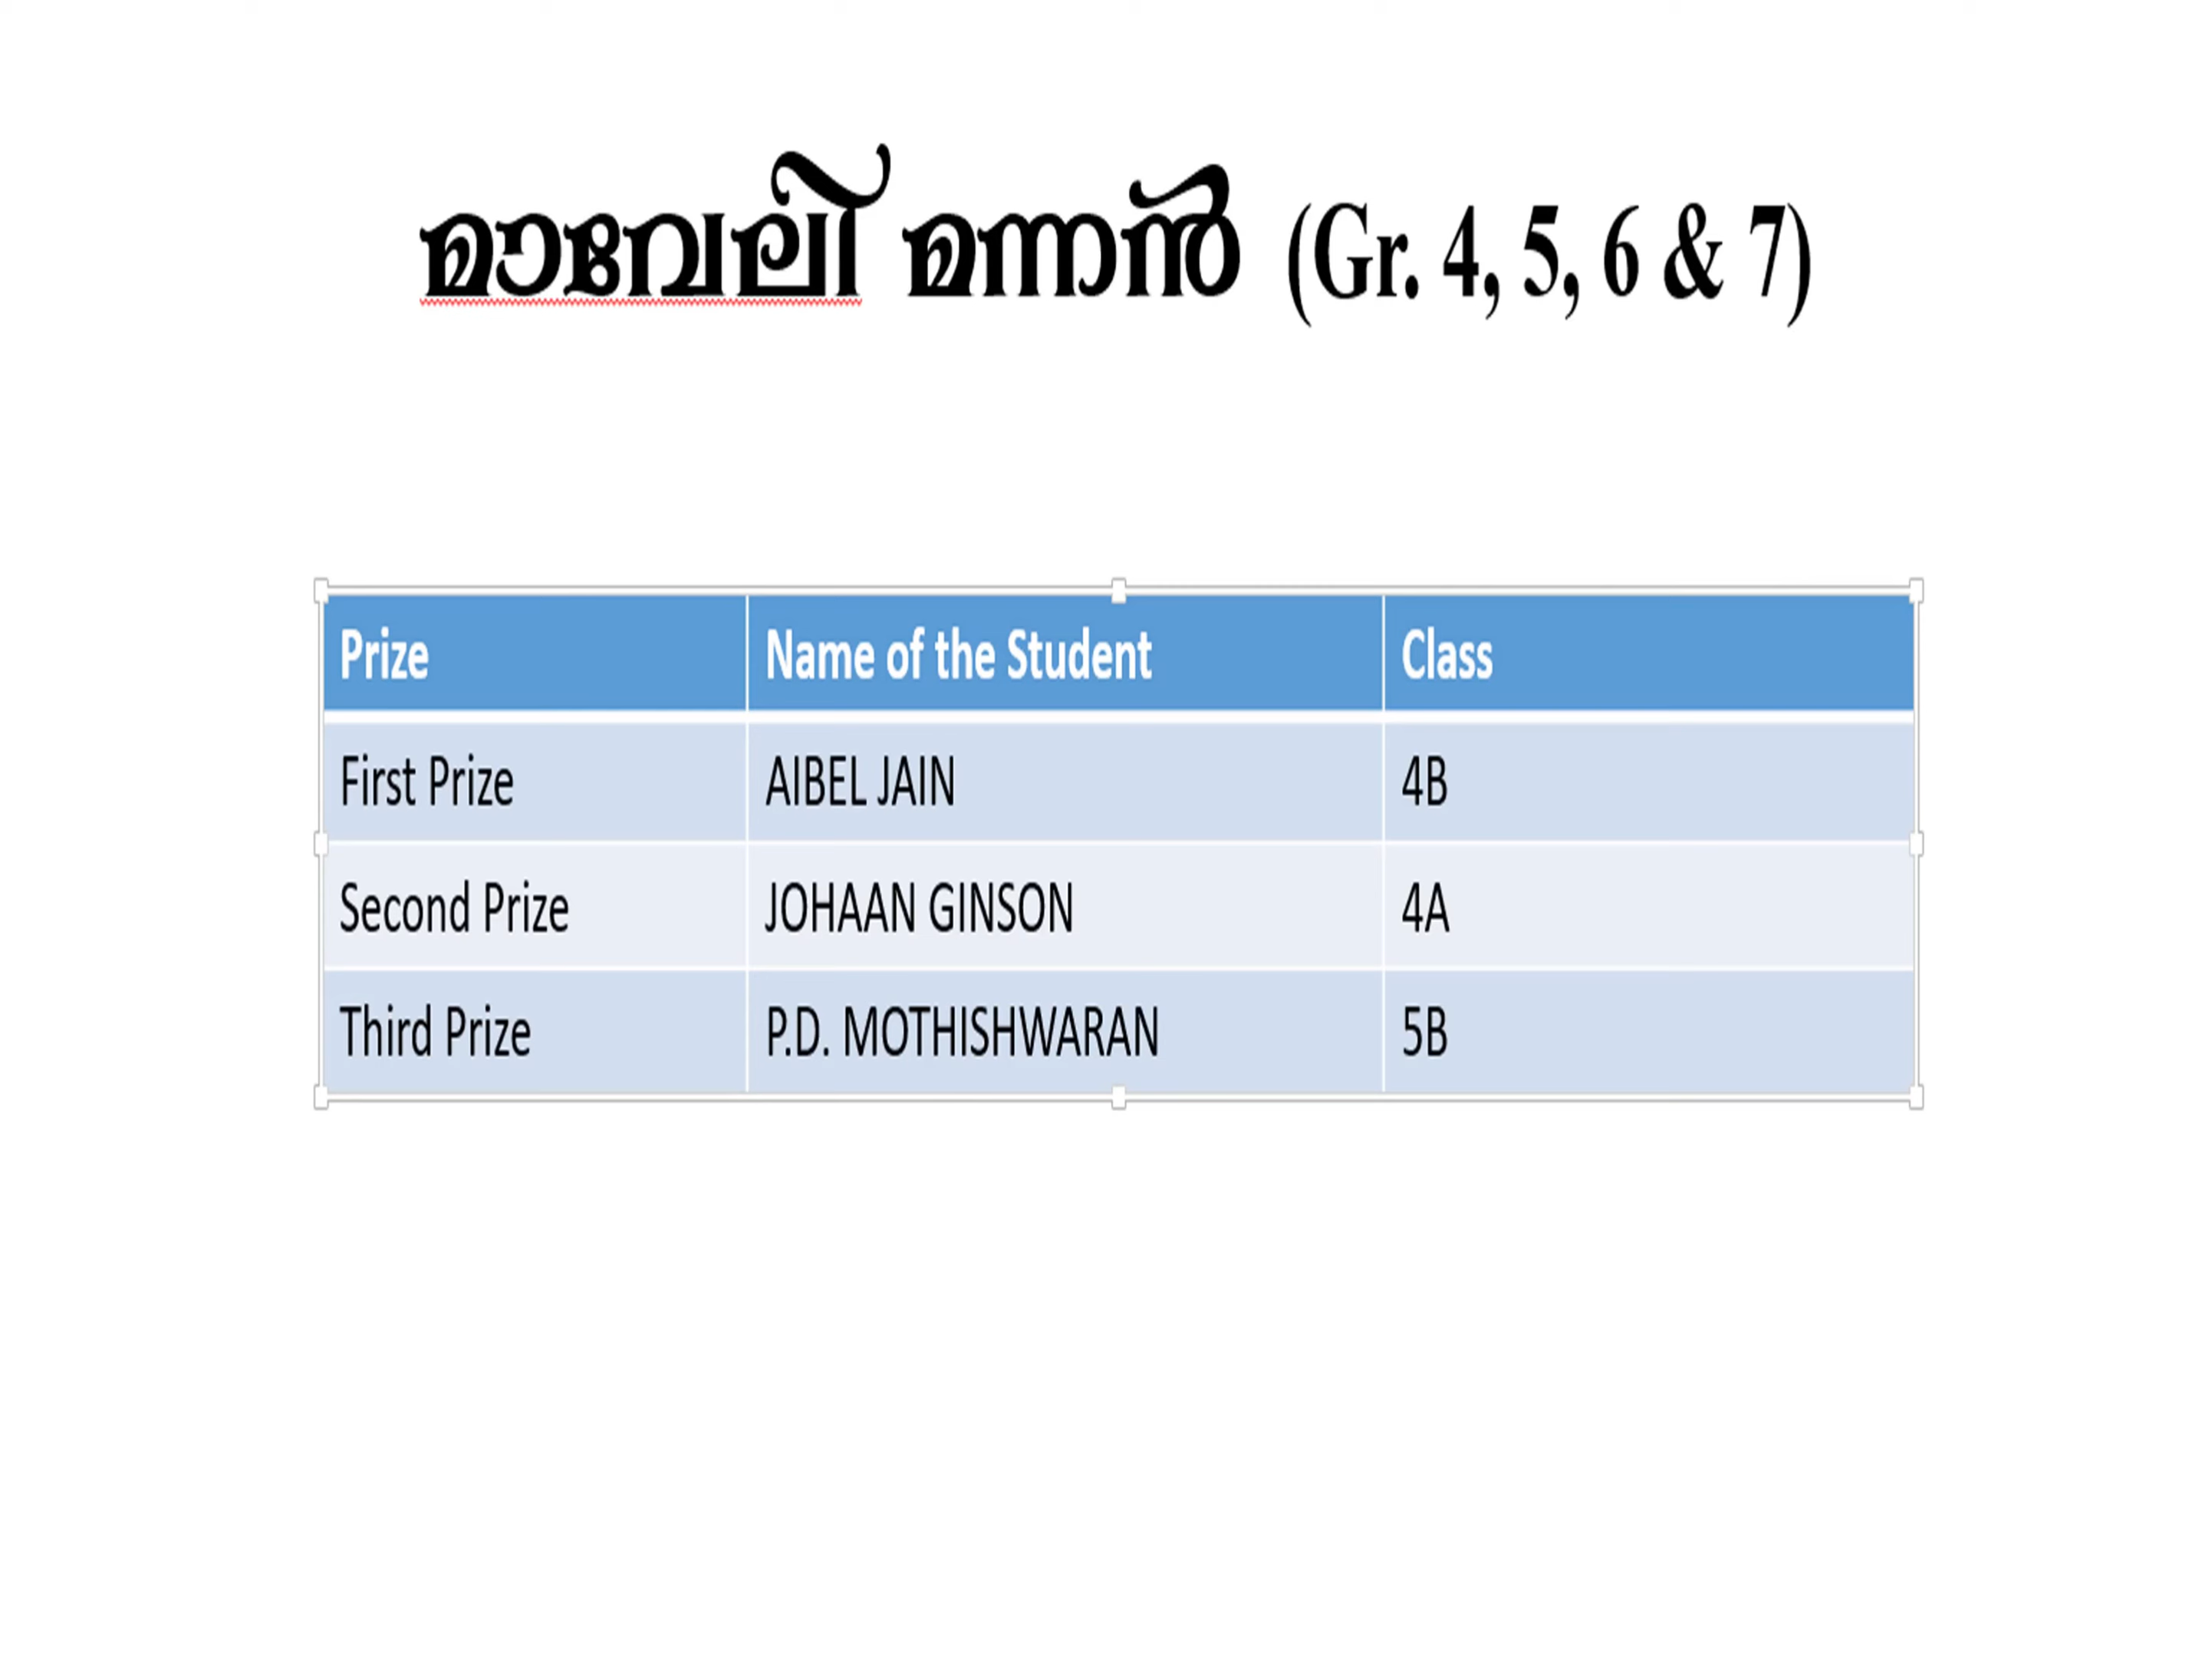 മാവേലി മന്നൻ (Gr. 4, 5, 6 & 7)
Prize Name of the Student Class
First Prize AIBEL JAIN 4B
Second Prize JOHAAN GINSON 4A
Third Prize P.D. MOTHISHWARAN 5B